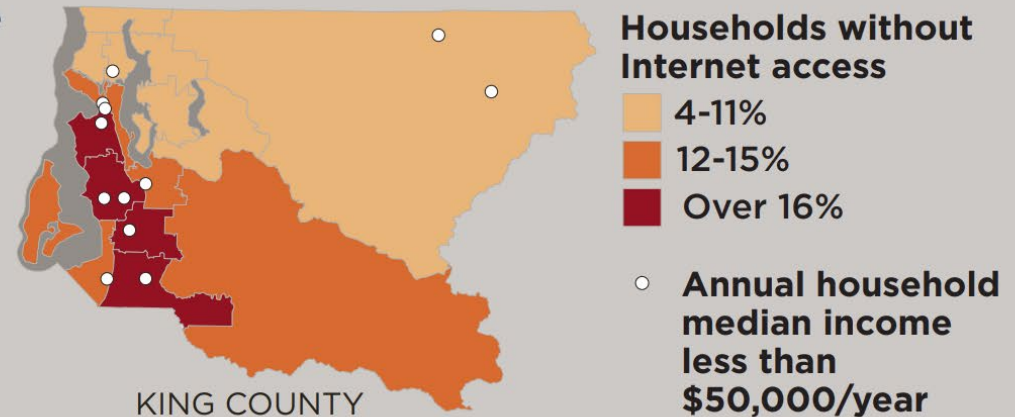 Households without
Internet access
4-11%
12-15%
Over 16%
Annual household
median income
less than
$50,000/year
KING COUNTY